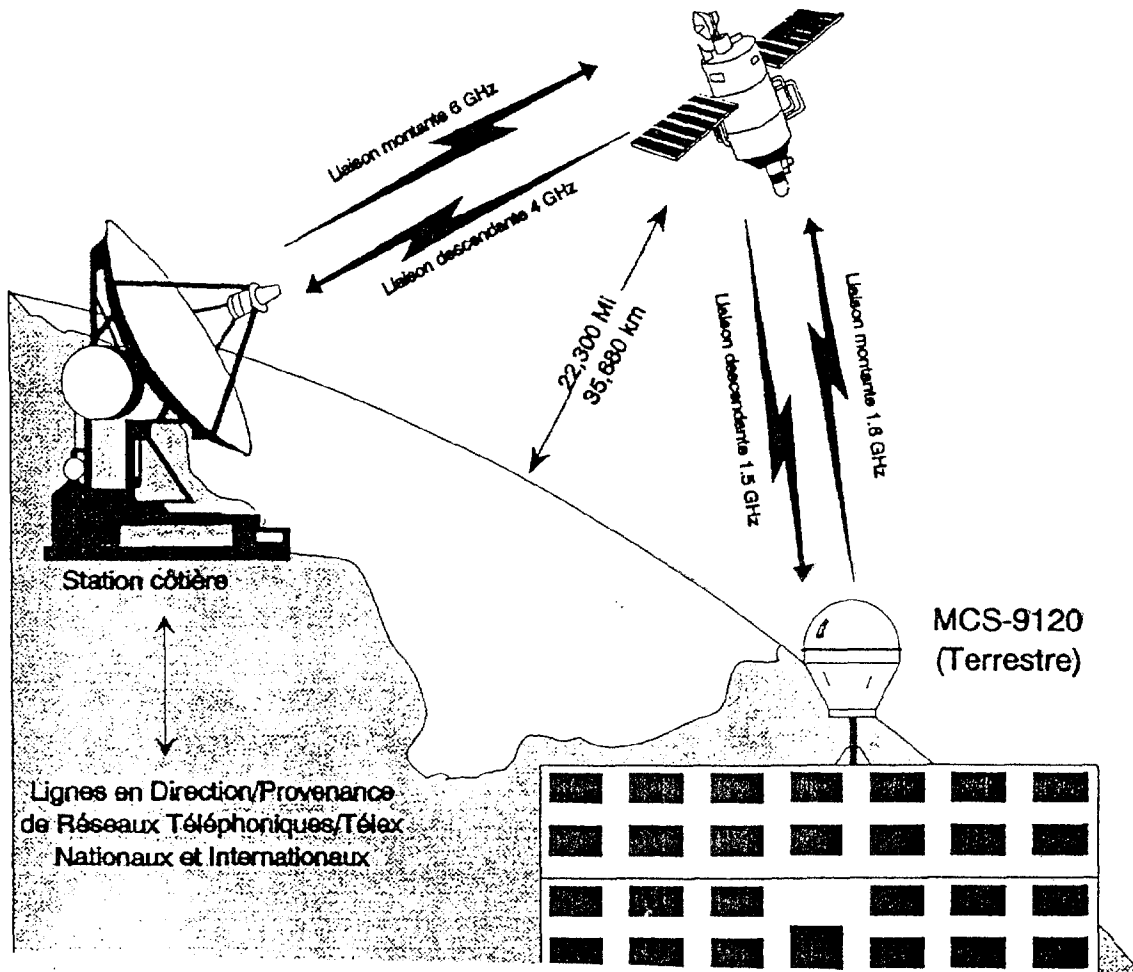 Liaison montante 6 GHz
Liaison descendante 4 GHz
22,300 Mi
35,680 km
Liaison descendante 1.5 GHz
Liaison montante 1.6 GHz
Station côtière
MCS-9120
(Terrestre)
Lignes en Direction/Provenance
de Réseaux Téléphoniques/Télex
Nationaux et Internationaux